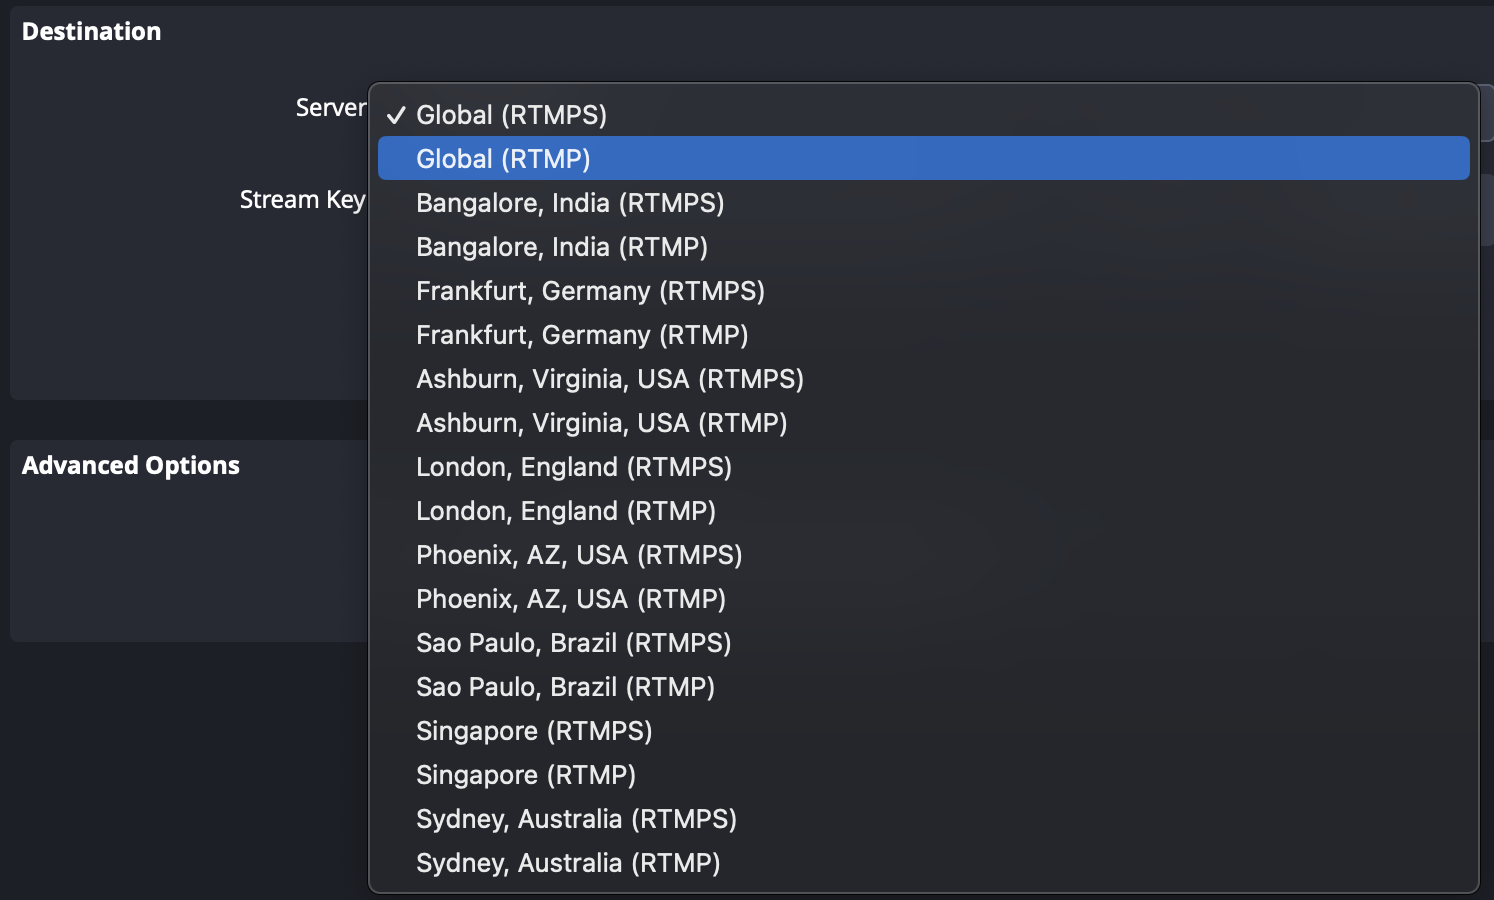 Destination
Server
✓ Global (RTMPS)
Global (RTMP)
Stream Key
Bangalore, India (RTMPS)
Bangalore, India (RTMP)
Frankfurt, Germany (RTMPS)
Frankfurt, Germany (RTMP)
Ashburn, Virginia, USA (RTMPS)
Ashburn, Virginia, USA (RTMP)
Advanced Options
London, England (RTMPS)
London, England (RTMP)
Phoenix, AZ, USA (RTMPS)
Phoenix, AZ, USA (RTMP)
Sao Paulo, Brazil (RTMPS)
Sao Paulo, Brazil (RTMP)
Singapore (RTMPS)
Singapore (RTMP)
Sydney, Australia (RTMPS)
Sydney, Australia (RTMP)